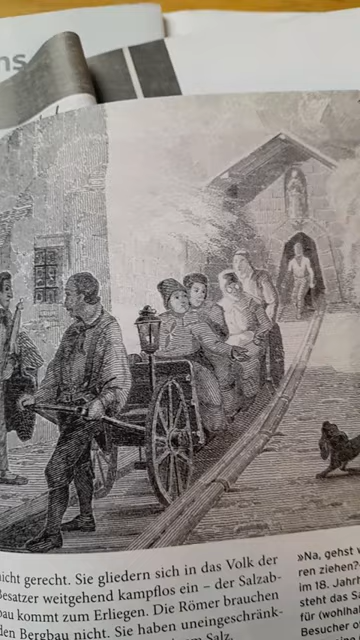 ns
nicht gerecht. Sie gliedern sich in das Volk der
Besatzer weitgehend kampflos ein – der Salzab-
bau kommt zum Erliegen. Die Römer brauchen
den Bergbau nicht. Sie haben uneingeschränk-
Salz
»Na, gehst
ren ziehen?
im 18. Jahr
steht das Sa
für (wohlha
Besucher